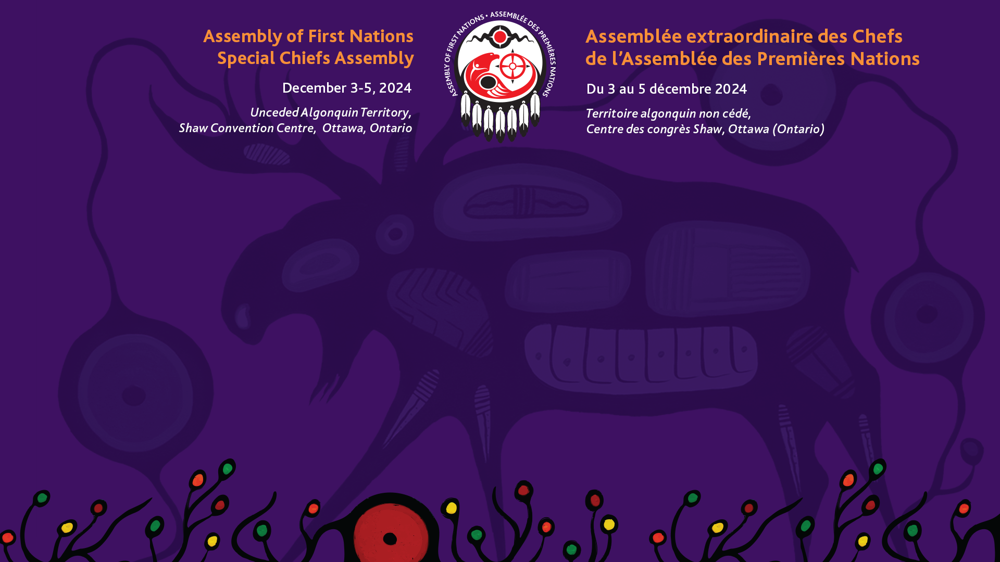 Assembly of First Nations
Special Chiefs Assembly
December 3-5, 2024
Unceded Algonquin Territory,
Shaw Convention Centre, Ottawa, Ontario
ASSEMBLY OF FIRST NATIONS • ASSEMBLÉE DES PREMIÈRES NATIONS
Assemblée extraordinaire des Chefs
de l’Assemblée des Premières Nations
Du 3 au 5 décembre 2024
Territoire algonquin non cédé,
Centre des congrès Shaw, Ottawa (Ontario)